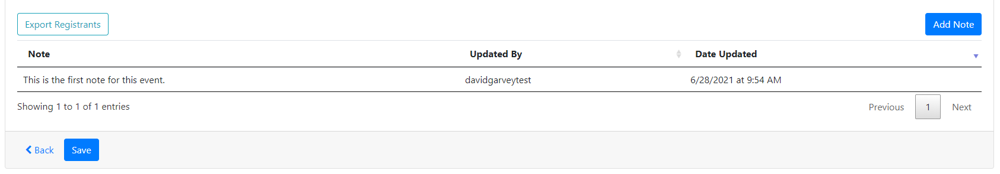 Export Registrants Add Note
Note Updated By Date Updated
This is the first note for this event. davidgarveytest 6/28/2021 at 9:54 AM
Showing 1 to 1 of 1 entries Previous 1 Next
Back Save